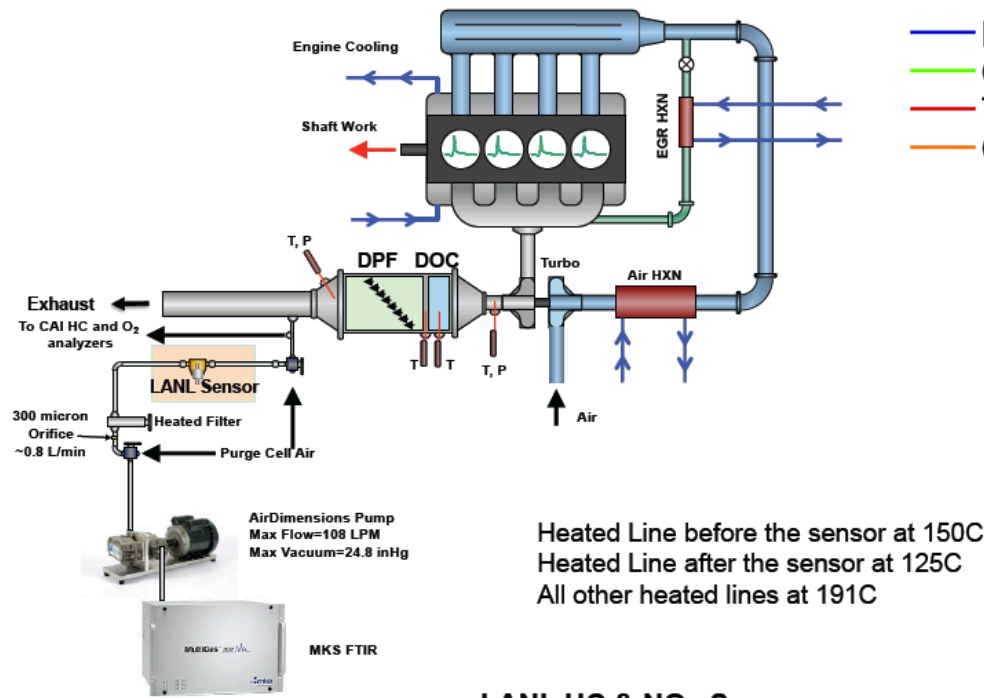 Engine Cooling
Shaft Work
EGR HXN
T, P
DPF
DOC
Turbo
Air HXN
Exhaust
To CAI HC and O₂
analyzers
T
T
T, P
LANL Sensor
Air
300 micron
Orifice
~0.8 L/min
Heated Filter
Purge Cell Air
AirDimensions Pump
Max Flow=108 LPM
Max Vacuum=24.8 inHg
Heated Line before the sensor at 150C
Heated Line after the sensor at 125C
All other heated lines at 191C
MultiGas
mks
MKS FTIR